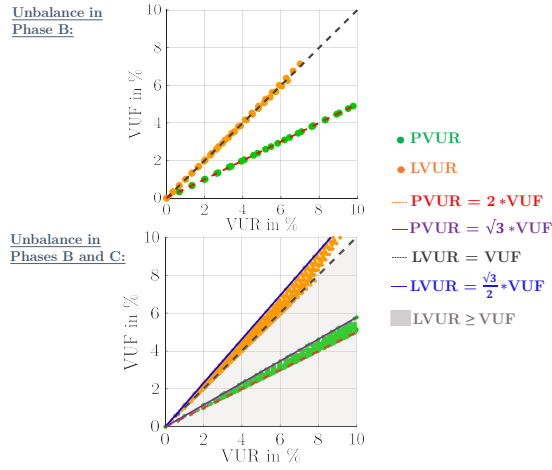 Unbalance in
Phase B:
10
8
6
4
2
0
VUF in %
0 2 4 6 8 10
VUR in %
Unbalance in
Phases B and C:
10
8
6
4
2
0
VUF in %
0 2 4 6 8 10
VUR in %
PVUR
LVUR
PVUR = 2 *VUF
PVUR = √3 *VUF
LVUR = VUF
LVUR = √3/2 *VUF
LVUR ≥ VUF